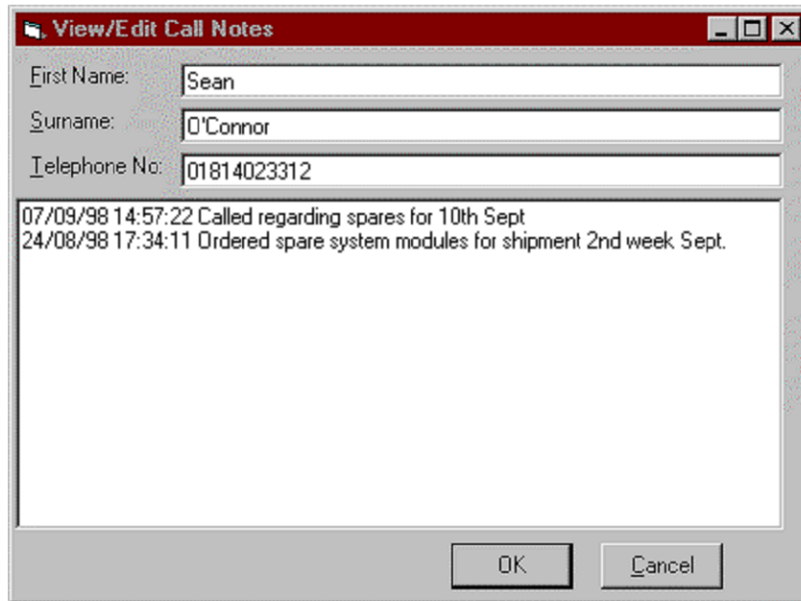 View/Edit Call Notes
First Name:
Sean
Surname:
O'Connor
Telephone No:
01814023312
07/09/98 14:57:22 Called regarding spares for 10th Sept
24/08/98 17:34:11 Ordered spare system modules for shipment 2nd week Sept.
OK
Cancel